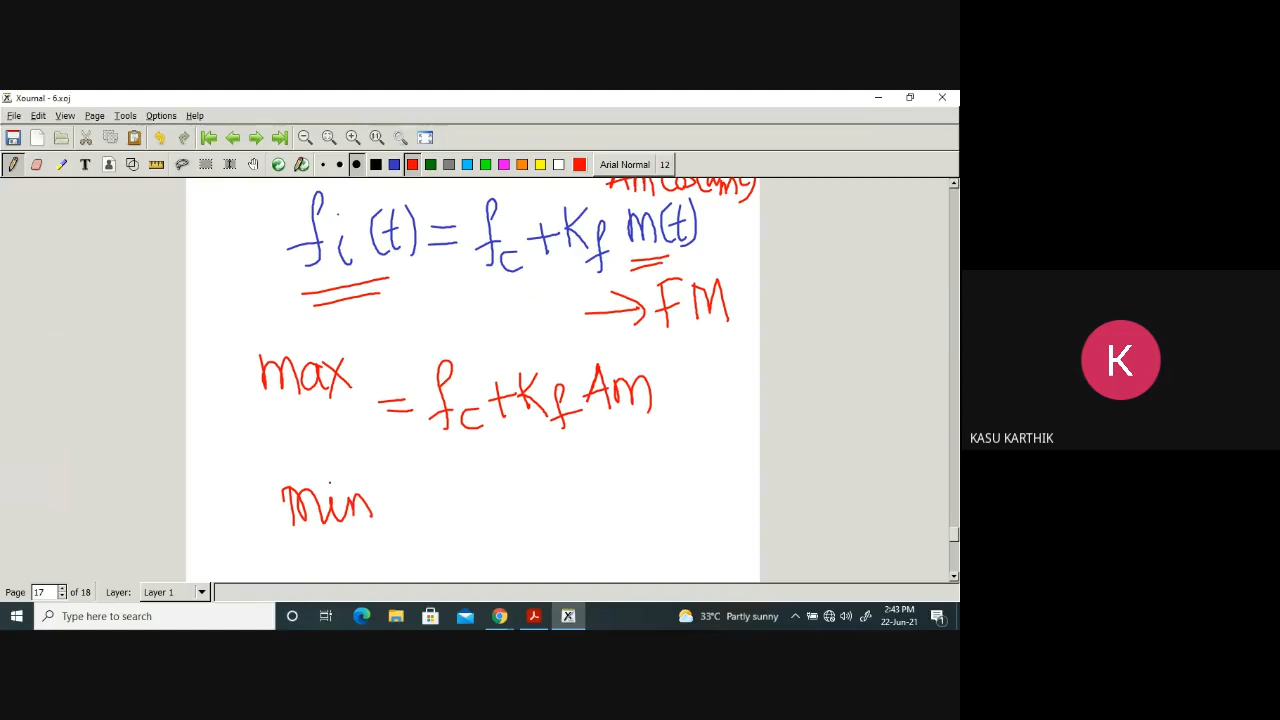 Xournal - 6.xoj
File Edit View Page Tools Options Help
Arial Normal 12
fi(t) = fc + Kf m(t)
→ FM
max = fc + Kf Am
min
K
KASU KARTHIK
Page 17 of 18 Layer: Layer 1
Type here to search
33°C Partly sunny
2:43 PM
22-Jun-21